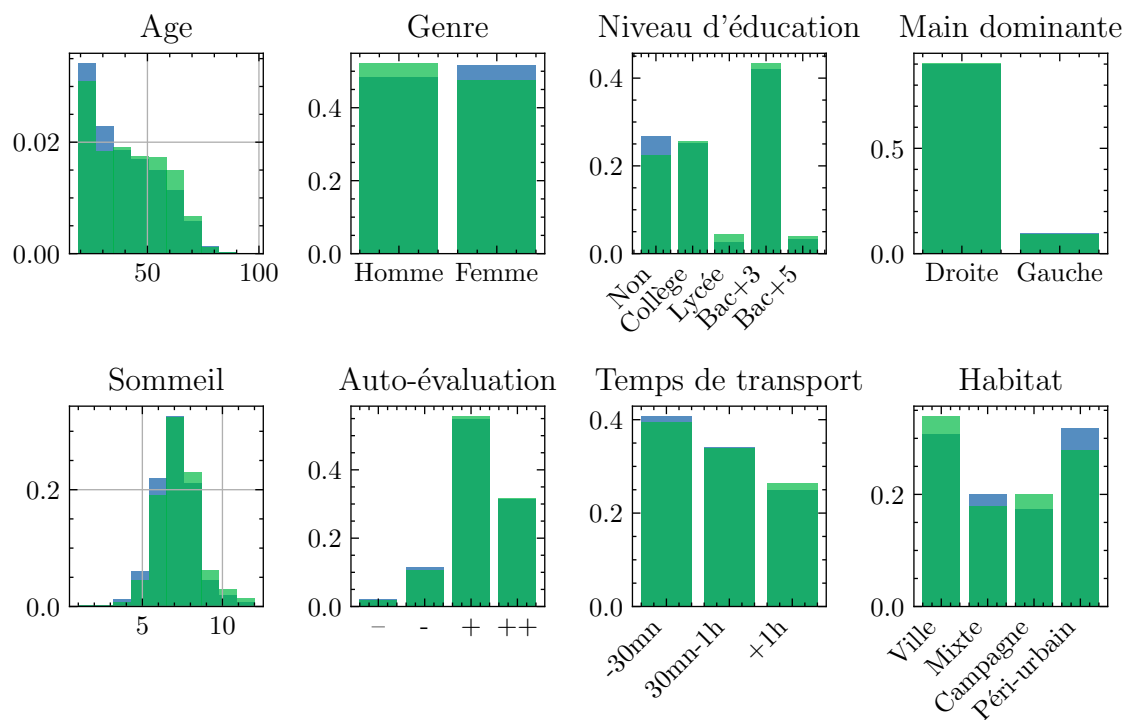 Age
0.02
0.00
50
100
Genre
0.4
0.2
0.0
Homme
Femme
Niveau d'éducation
0.4
0.2
0.0
Non
Collège
Lycée
Bac+3
Bac+5
Main dominante
0.5
0.0
Droite
Gauche
Sommeil
0.2
0.0
5
10
Auto-évaluation
0.4
0.2
0.0
–
-
+
++
Temps de transport
0.4
0.2
0.0
-30mn
30mn-1h
+1h
Habitat
0.2
0.0
Ville
Mixte
Campagne
Péri-urbain